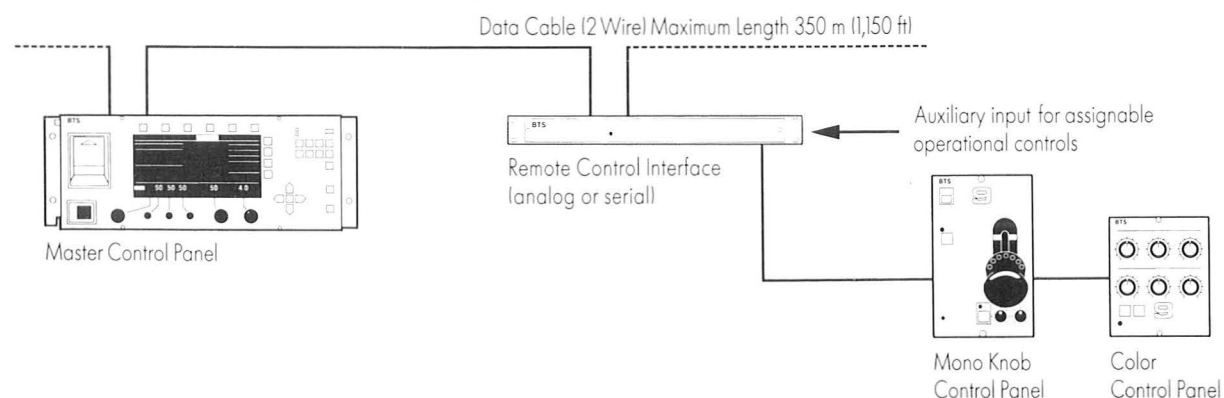 Data Cable (2 Wire) Maximum Length 350 m (1,150 ft)
BTS
50 50 50 50 4.0
Master Control Panel
BTS
Remote Control Interface
(analog or serial)
Auxiliary input for assignable
operational controls
BTS
Mono Knob
Control Panel
BTS
Color
Control Panel